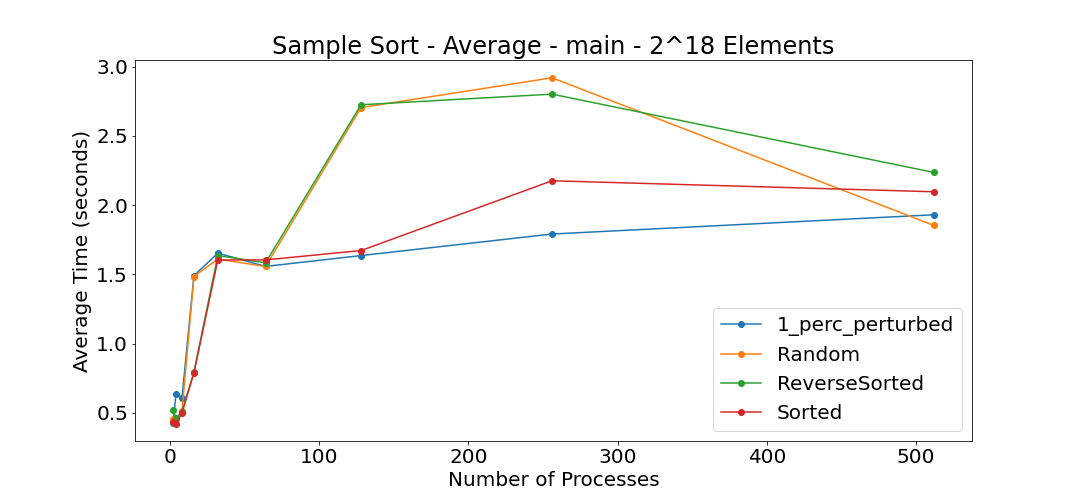 Sample Sort - Average - main - 2^18 Elements
Average Time (seconds)
3.0
2.5
2.0
1.5
1.0
0.5
0 100 200 300 400 500
Number of Processes
1_perc_perturbed
Random
ReverseSorted
Sorted